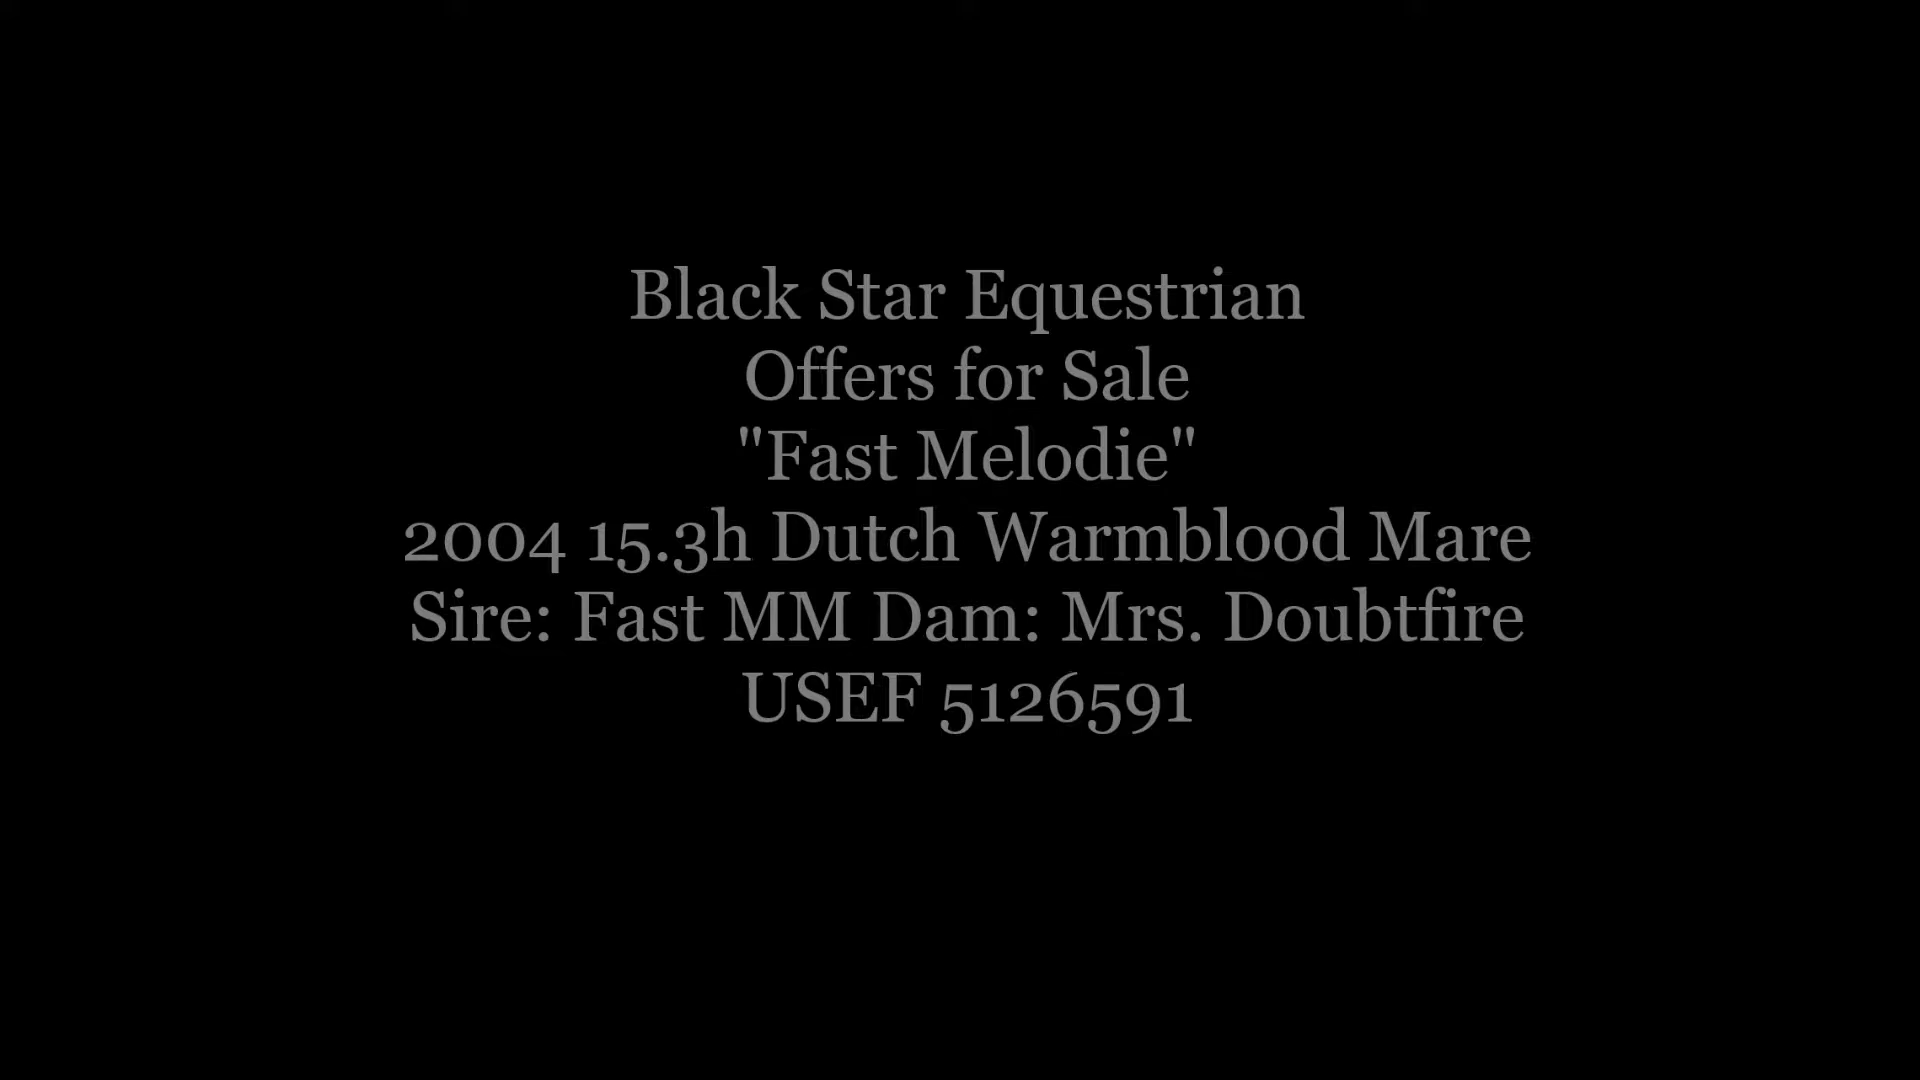 Black Star Equestrian
Offers for Sale
"Fast Melodie"
2004 15.3h Dutch Warmblood Mare
Sire: Fast MM Dam: Mrs. Doubtfire
USEF 5126591